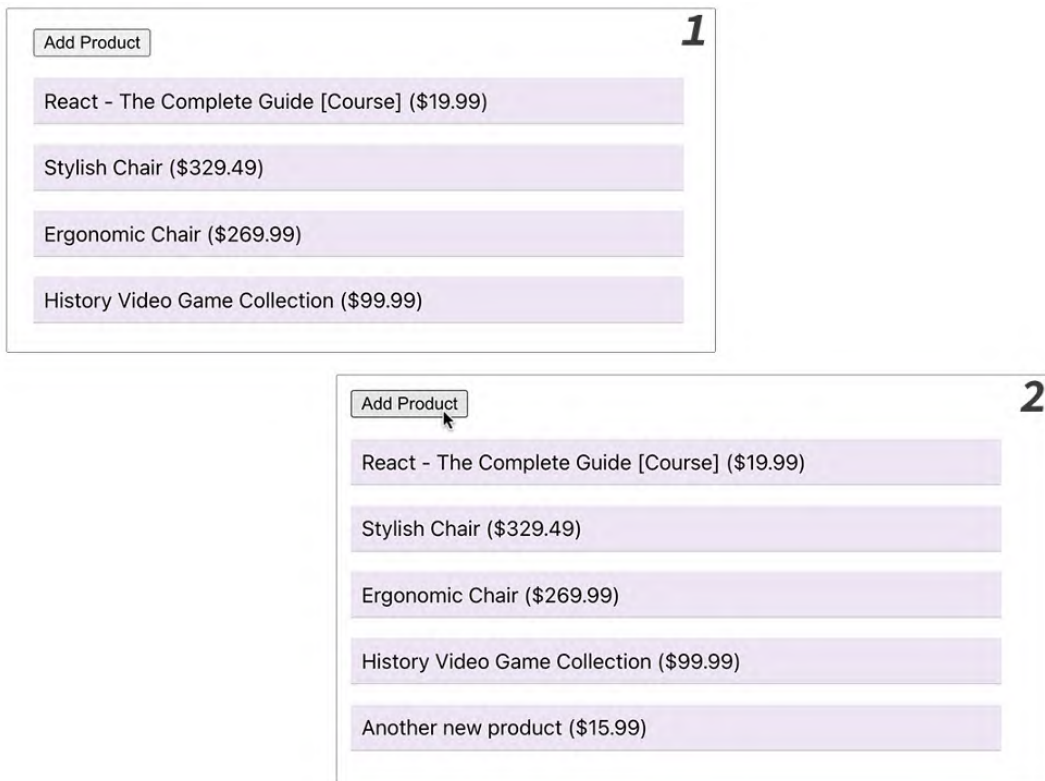 1
Add Product
React - The Complete Guide [Course] ($19.99)
Stylish Chair ($329.49)
Ergonomic Chair ($269.99)
History Video Game Collection ($99.99)
2
Add Product
React - The Complete Guide [Course] ($19.99)
Stylish Chair ($329.49)
Ergonomic Chair ($269.99)
History Video Game Collection ($99.99)
Another new product ($15.99)